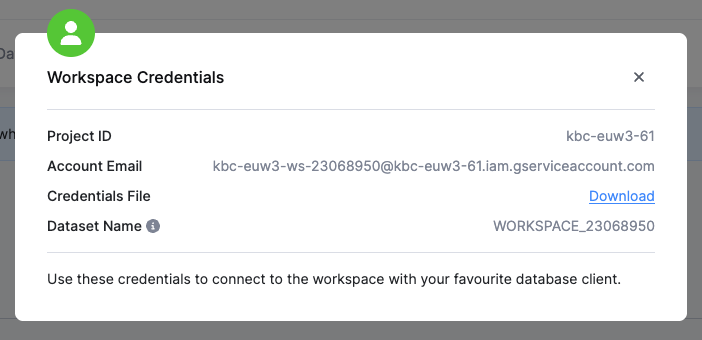 Da
Workspace Credentials
wh
Project ID kbc-euw3-61
Account Email kbc-euw3-ws-23068950@kbc-euw3-61.iam.gserviceaccount.com
Credentials File Download
Dataset Name WORKSPACE_23068950
Use these credentials to connect to the workspace with your favourite database client.